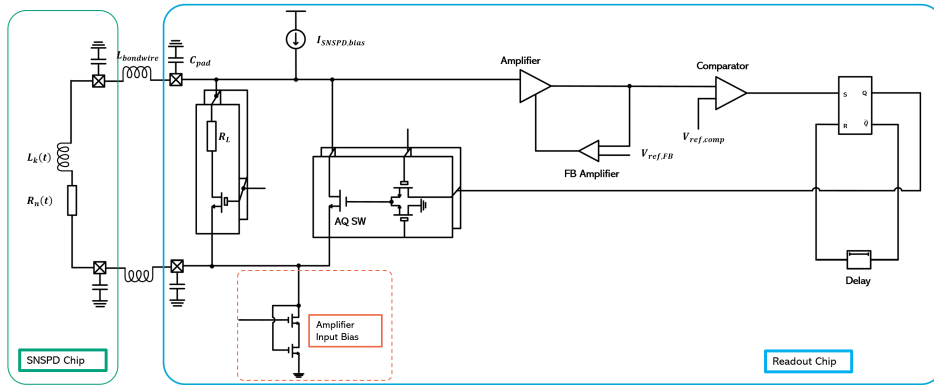 I_SNSPD,bias
L_bondwire
C_pad
Amplifier
Comparator
S
Q
R
Q̄
R_L
V_ref,comp
V_ref,FB
FB Amplifier
L_k(t)
R_n(t)
AQ SW
Delay
Amplifier
Input Bias
SNSPD Chip
Readout Chip